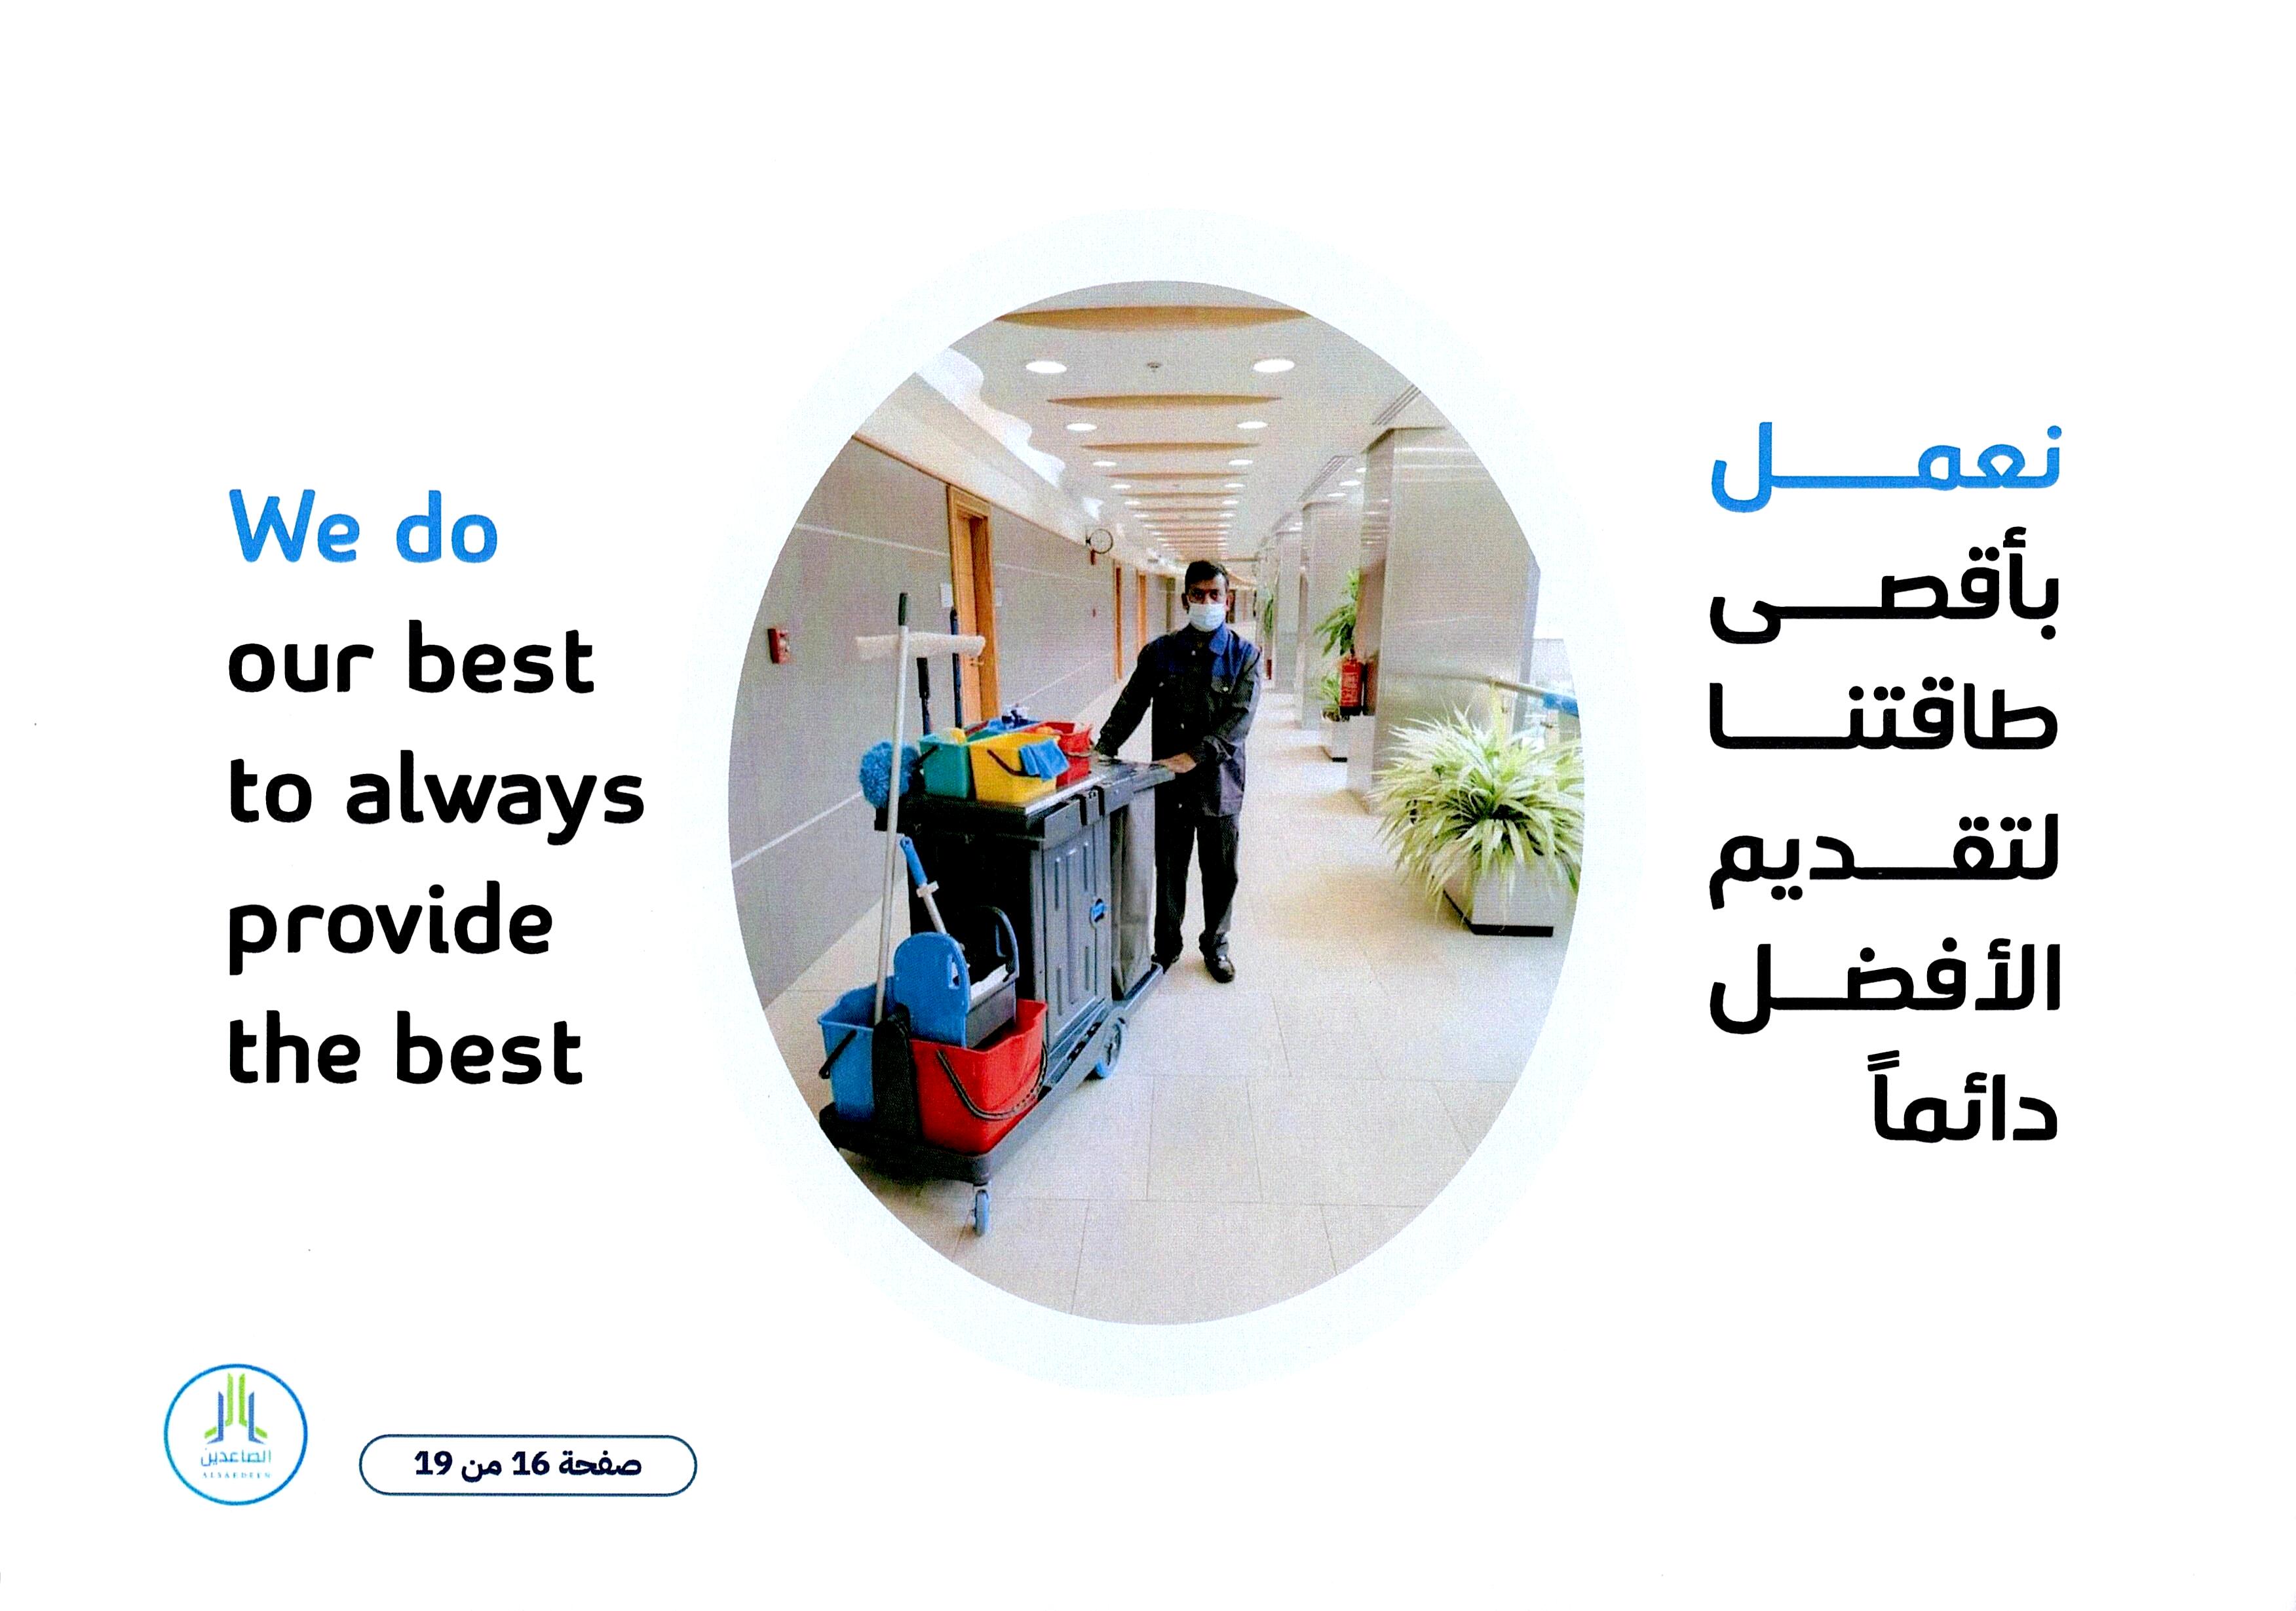 We do
our best
to always
provide
the best
نعمل
بأقصى
طاقتنا
لتقديم
الأفضل
دائماً
الصاعدين
ALSAEDEEN
صفحة 16 من 19